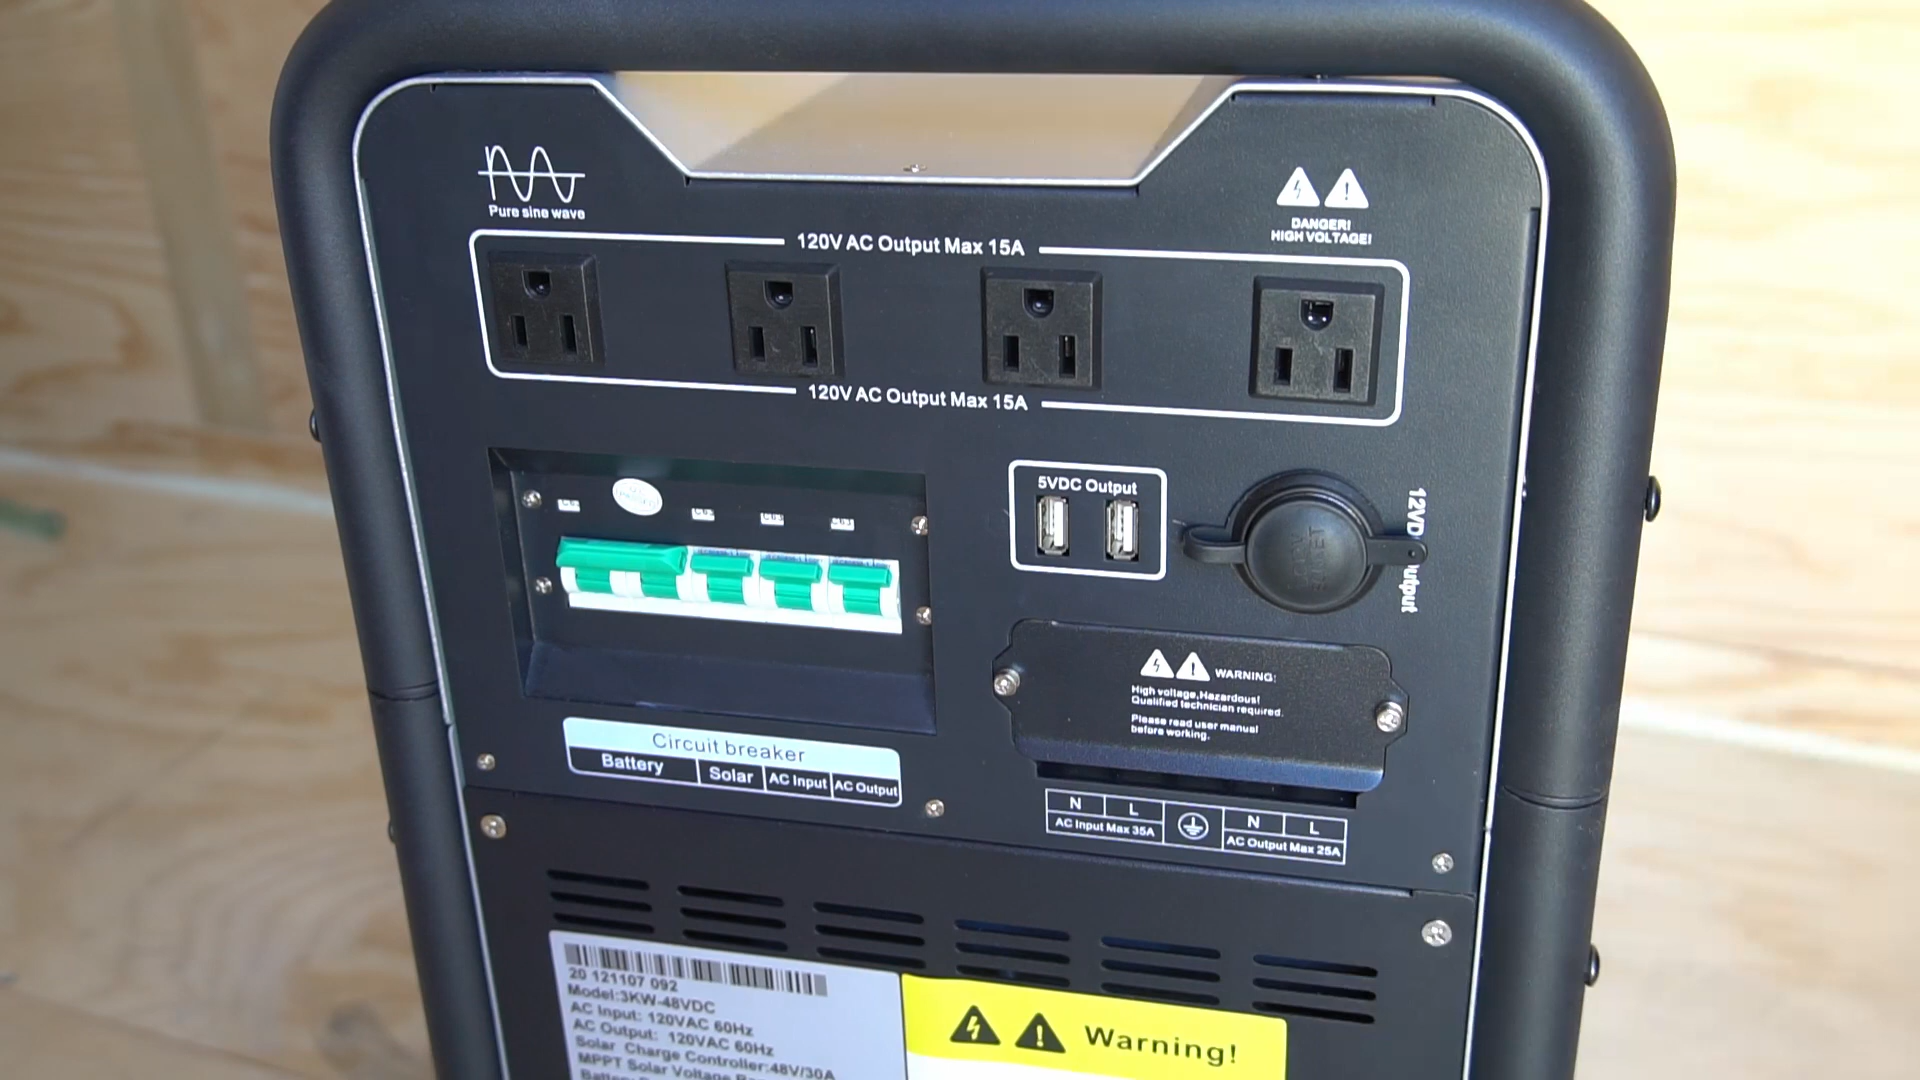 Pure sine wave
DANGER!
HIGH VOLTAGE!
120V AC Output Max 15A
120V AC Output Max 15A
5VDC Output
WARNING:
High voltage,Hazardous!
Qualified technician required.
Please read user manual
before working.
Circuit breaker
Battery Solar AC Input AC Output
N L N L
AC Input Max 35A AC Output Max 25A
20 121107 092
Model:3KW-48VDC
AC Input: 120VAC 60Hz
AC Output: 120VAC 60Hz
Solar Charge Controller:48V/30A
MPPT Solar Voltage
Warning!